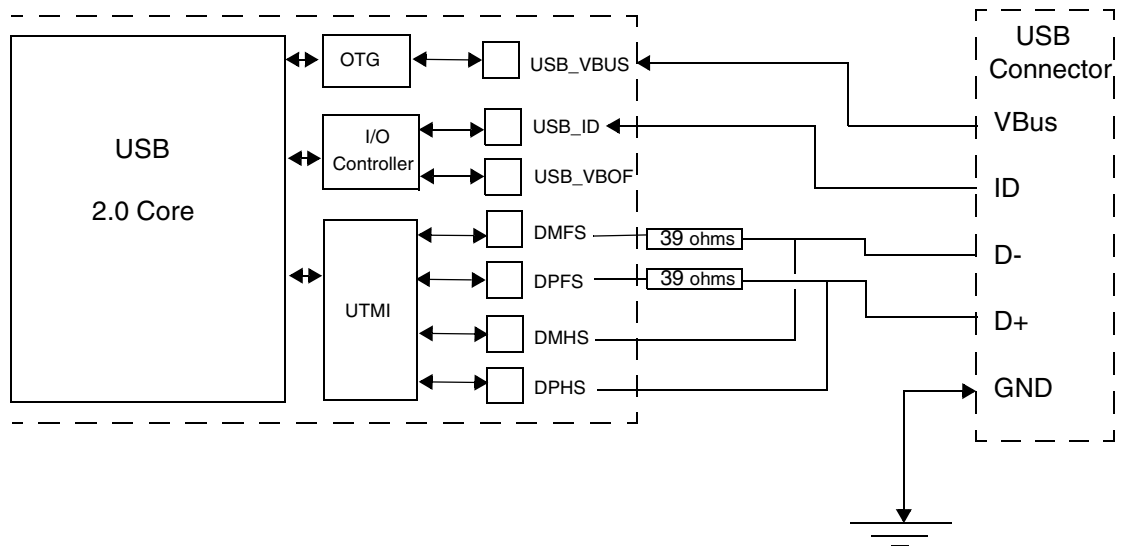 USB
2.0 Core
OTG
I/O
Controller
UTMI
USB_VBUS
USB_ID
USB_VBOF
DMFS
DPFS
DMHS
DPHS
39 ohms
39 ohms
USB
Connector
VBus
ID
D-
D+
GND